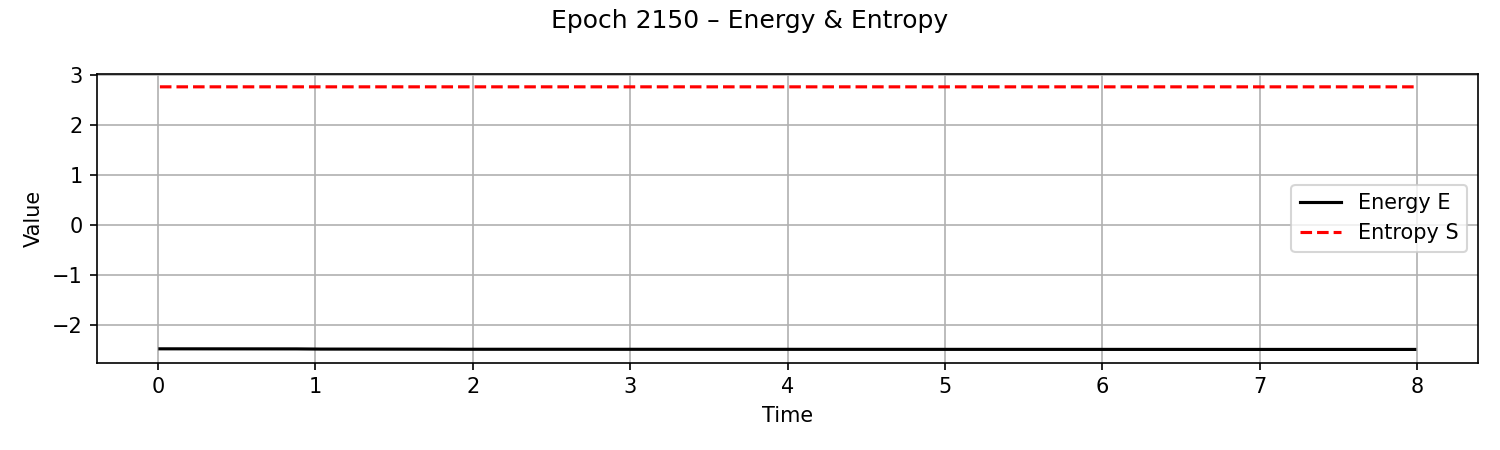 Epoch 2150 – Energy & Entropy
3
2
1
0
−1
−2
Value
Energy E
Entropy S
0 1 2 3 4 5 6 7 8
Time